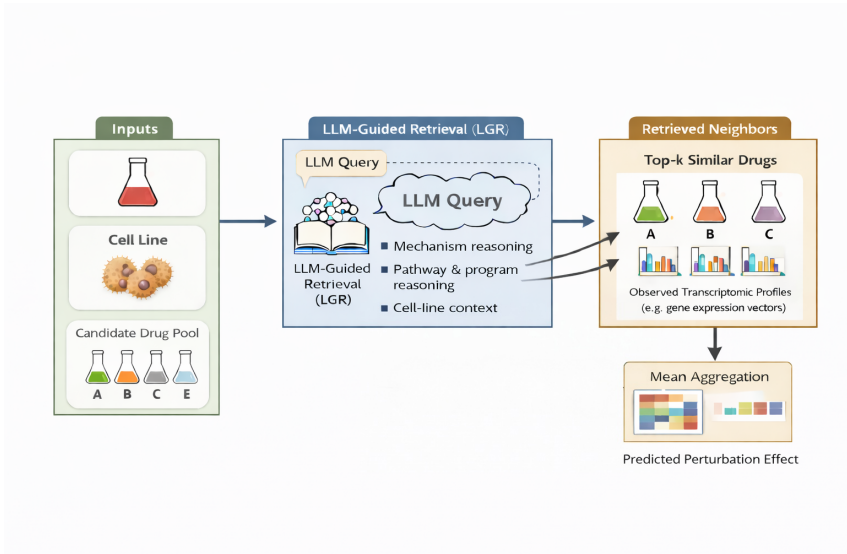 Inputs
Cell Line
Candidate Drug Pool
A B C E
LLM-Guided Retrieval (LGR)
LLM Query
LLM Query
LLM-Guided
Retrieval
(LGR)
■ Mechanism reasoning
■ Pathway & program
reasoning
■ Cell-line context
Retrieved Neighbors
Top-k Similar Drugs
A B C
Observed Transcriptomic Profiles
(e.g. gene expression vectors)
Mean Aggregation
Predicted Perturbation Effect